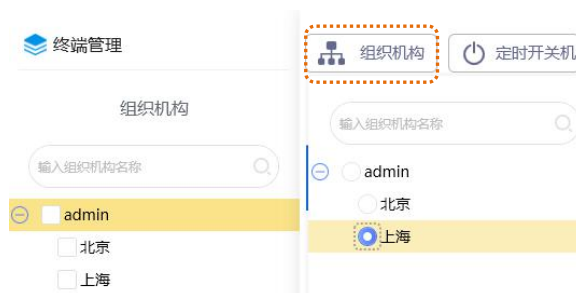 终端管理
组织机构
输入组织机构名称
admin
北京
上海
组织机构
定时开关机
输入组织机构名称
admin
北京
上海